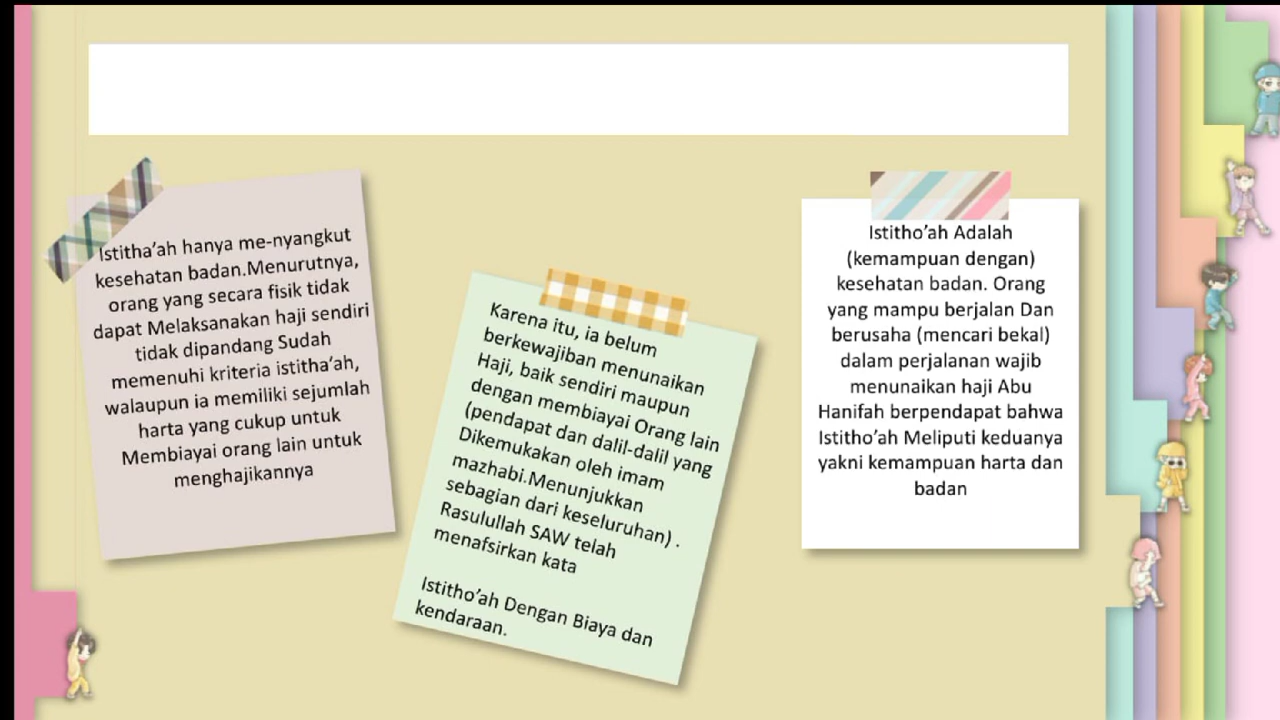 Istitha'ah hanya me-nyangkut
kesehatan badan.Menurutnya,
orang yang secara fisik tidak
dapat Melaksanakan haji sendiri
tidak dipandang Sudah
memenuhi kriteria istitha'ah,
walaupun ia memiliki sejumlah
harta yang cukup untuk
Membiayai orang lain untuk
menghajikannya
Karena itu, ia belum
berkewajiban menunaikan
Haji, baik sendiri maupun
dengan membiayai Orang lain
(pendapat dan dalil-dalil yang
Dikemukakan oleh imam
mazhabi.Menunjukkan
sebagian dari keseluruhan) .
Rasulullah SAW telah
menafsirkan kata
Istitho'ah Dengan Biaya dan
kendaraan.
Istitho'ah Adalah
(kemampuan dengan)
kesehatan badan. Orang
yang mampu berjalan Dan
berusaha (mencari bekal)
dalam perjalanan wajib
menunaikan haji Abu
Hanifah berpendapat bahwa
Istitho'ah Meliputi keduanya
yakni kemampuan harta dan
badan